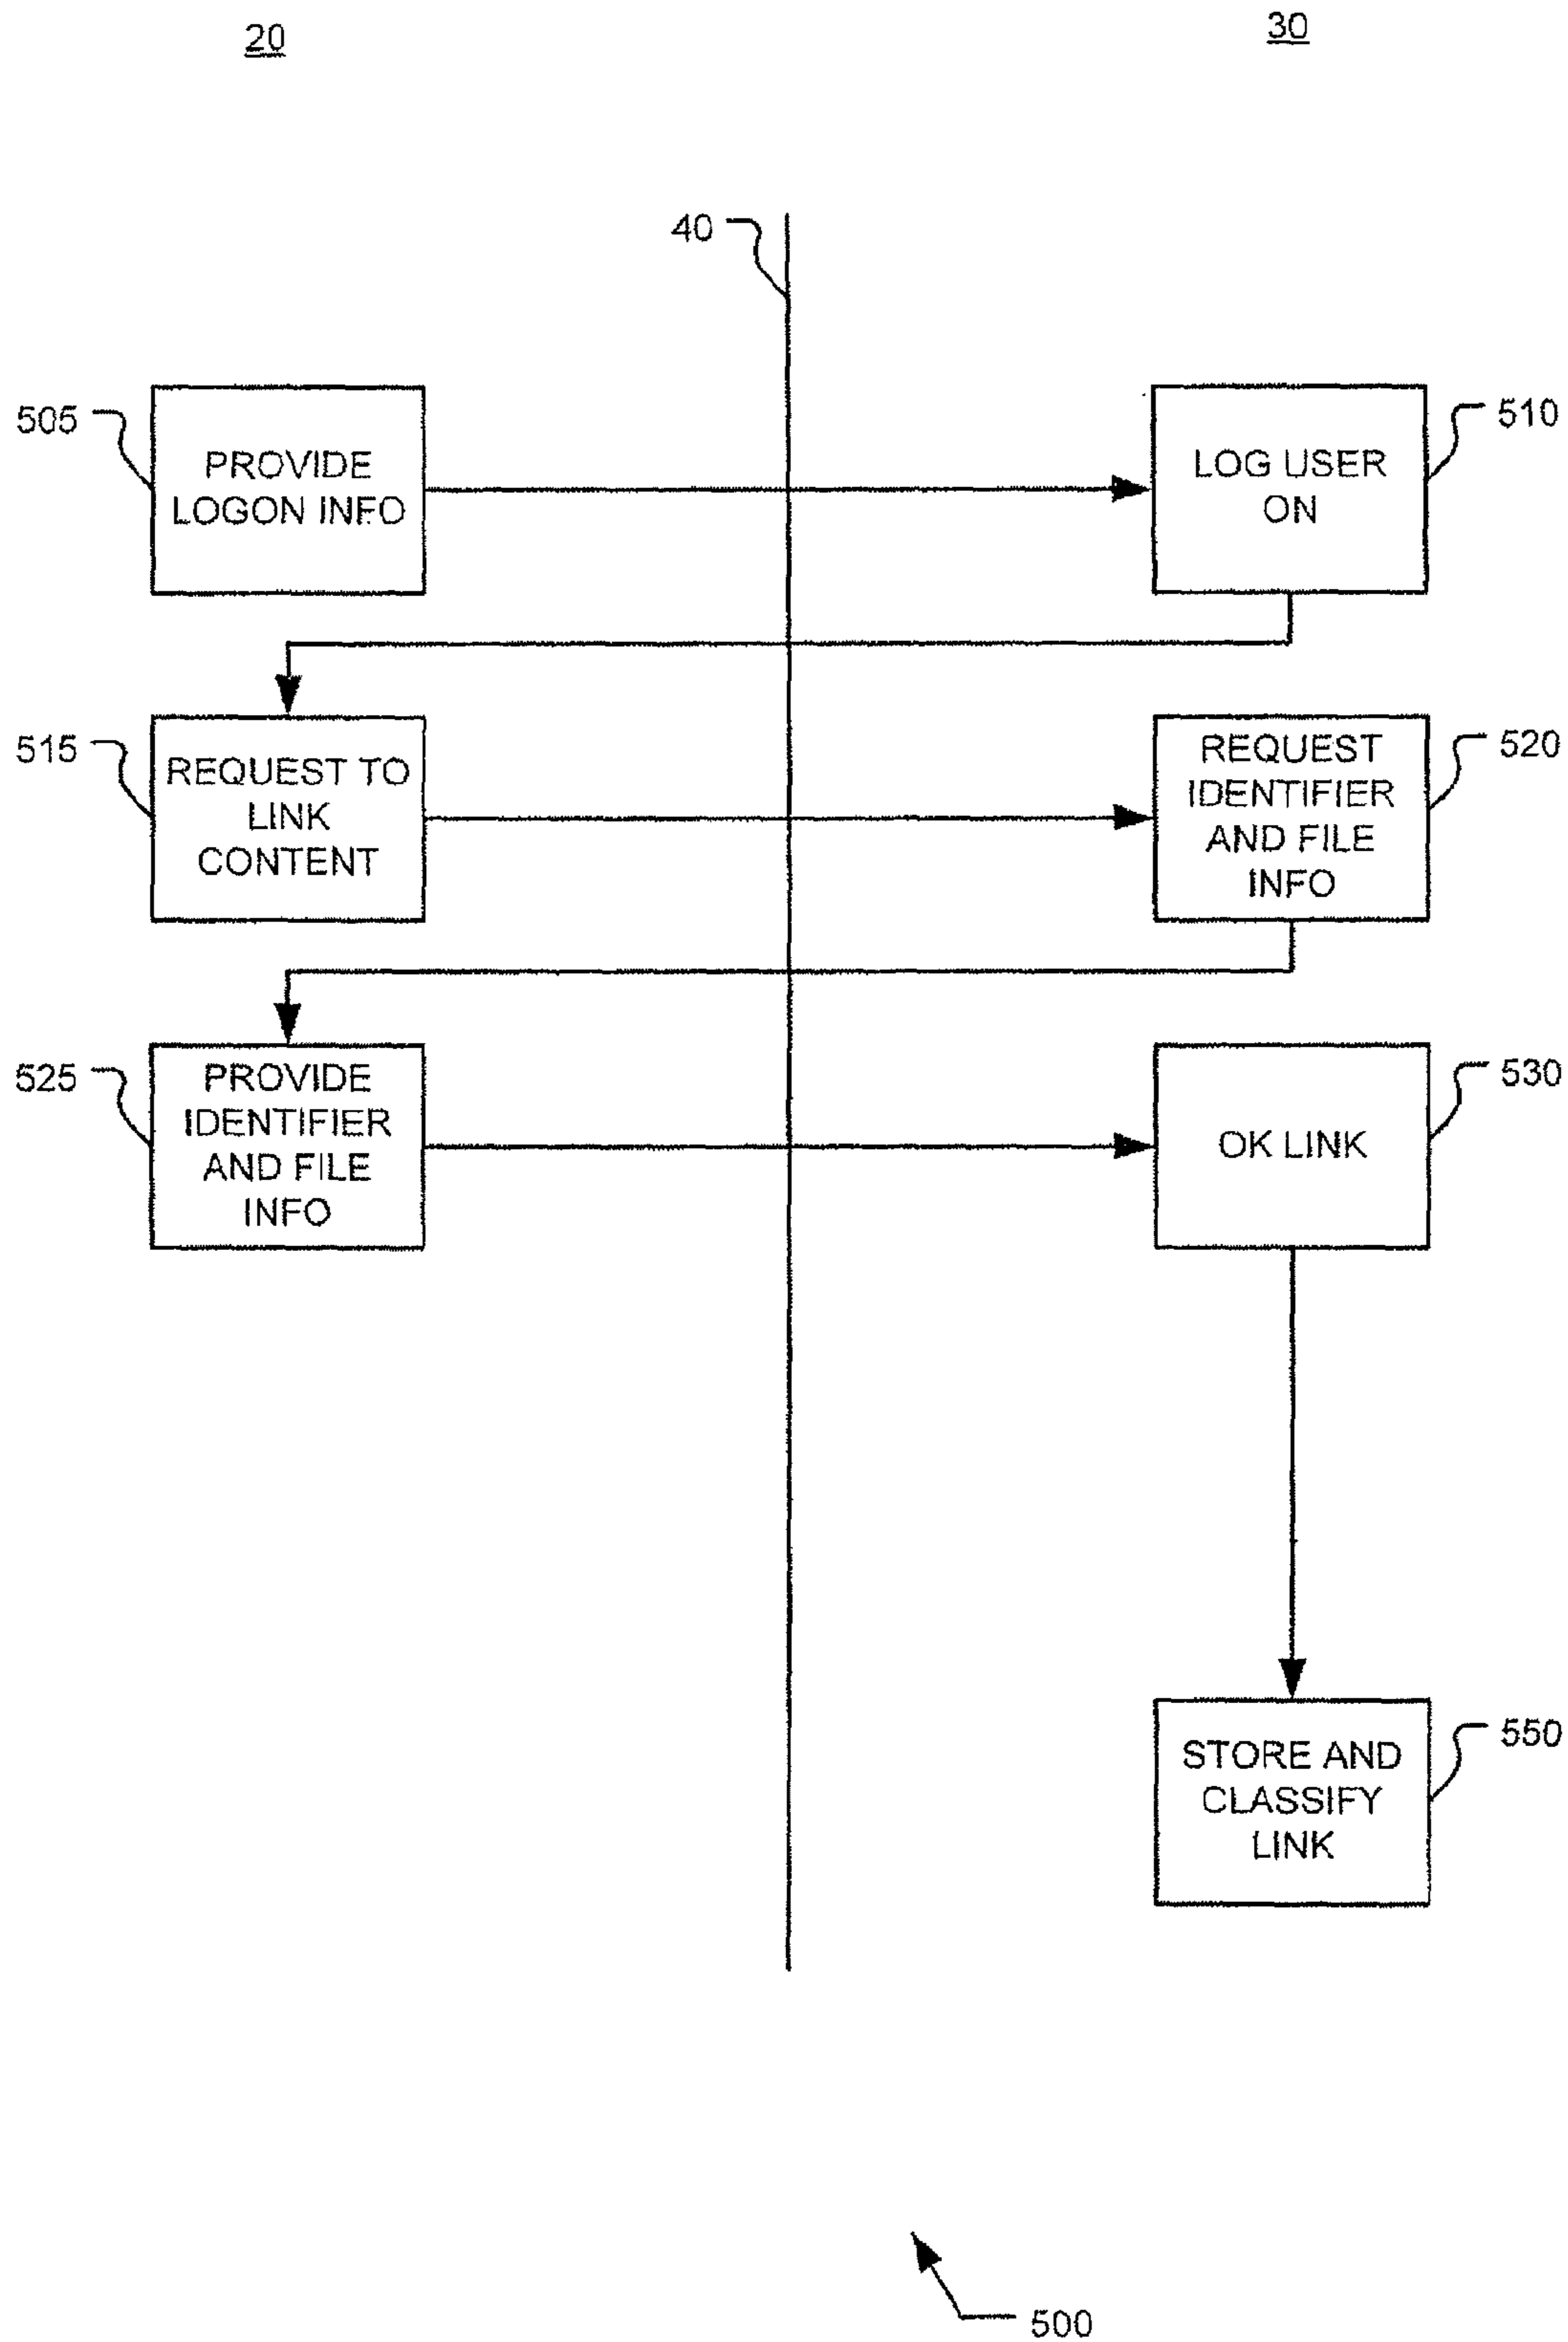 20
30
40
505
PROVIDE
LOGON INFO
LOG USER
ON
510
515
REQUEST TO
LINK
CONTENT
REQUEST
IDENTIFIER
AND FILE
INFO
520
525
PROVIDE
IDENTIFIER
AND FILE
INFO
OK LINK
530
STORE AND
CLASSIFY
LINK
550
500